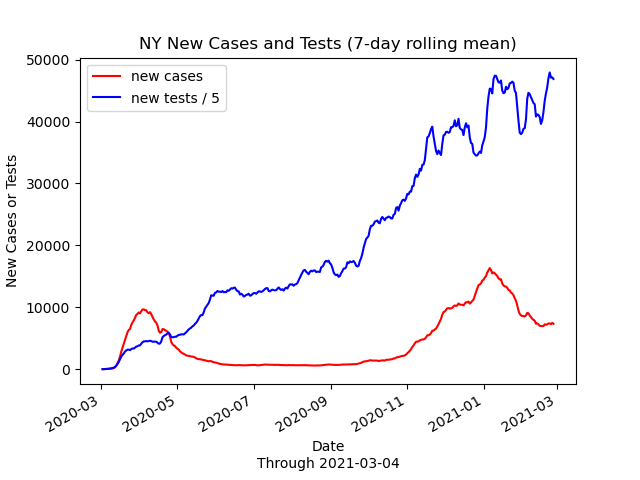 NY New Cases and Tests (7-day rolling mean)
new cases
new tests / 5
50000
40000
30000
20000
10000
0
New Cases or Tests
2020-03
2020-05
2020-07
2020-09
2020-11
2021-01
2021-03
Date
Through 2021-03-04